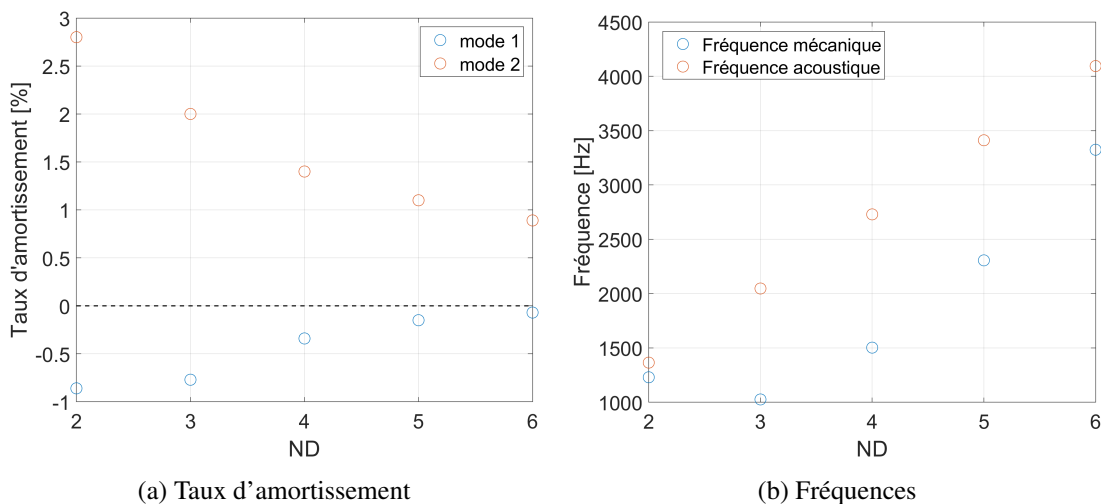 3
2.5
2
1.5
1
0.5
0
-0.5
-1
Taux d'amortissement [%]
mode 1
mode 2
2 3 4 5 6
ND
(a) Taux d'amortissement
4500
4000
3500
3000
2500
2000
1500
1000
Fréquence [Hz]
Fréquence mécanique
Fréquence acoustique
2 3 4 5 6
ND
(b) Fréquences